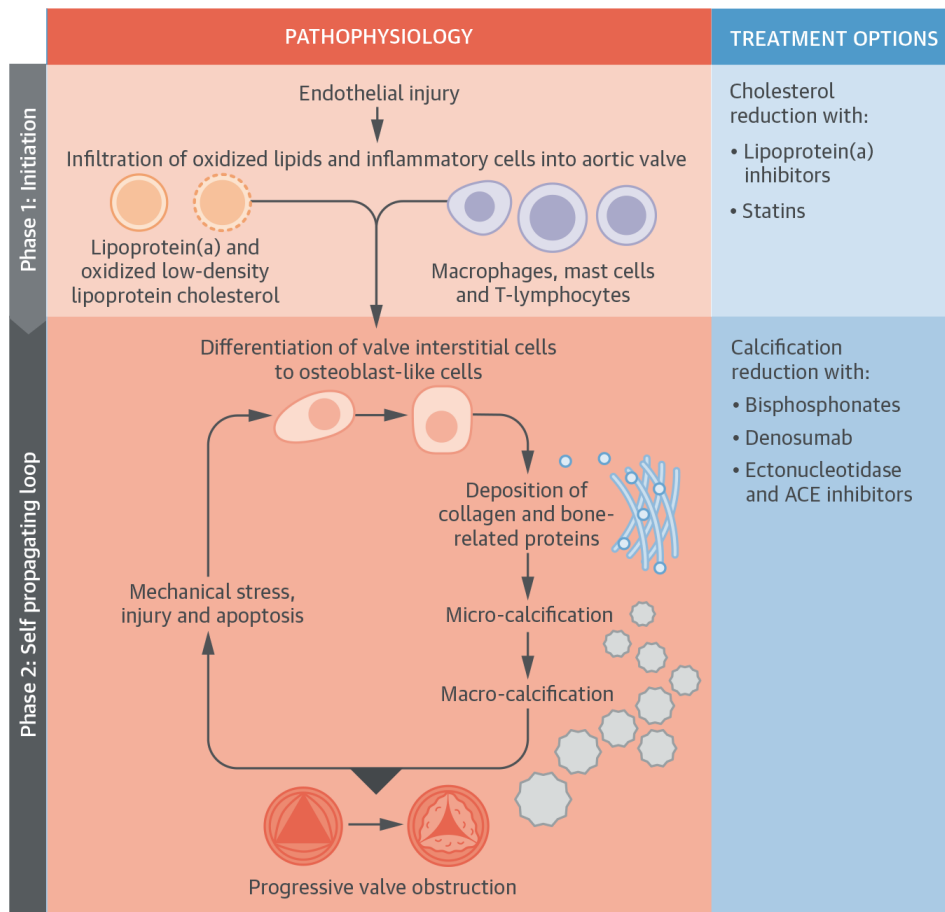 PATHOPHYSIOLOGY
TREATMENT OPTIONS
Phase 1: Initiation
Endothelial injury
Infiltration of oxidized lipids and inflammatory cells into aortic valve
Lipoprotein(a) and
oxidized low-density
lipoprotein cholesterol
Macrophages, mast cells
and T-lymphocytes
Cholesterol
reduction with:
• Lipoprotein(a)
inhibitors
• Statins
Phase 2: Self propagating loop
Differentiation of valve interstitial cells
to osteoblast-like cells
Deposition of
collagen and bone-
related proteins
Mechanical stress,
injury and apoptosis
Micro-calcification
Macro-calcification
Progressive valve obstruction
Calcification
reduction with:
• Bisphosphonates
• Denosumab
• Ectonucleotidase
and ACE inhibitors